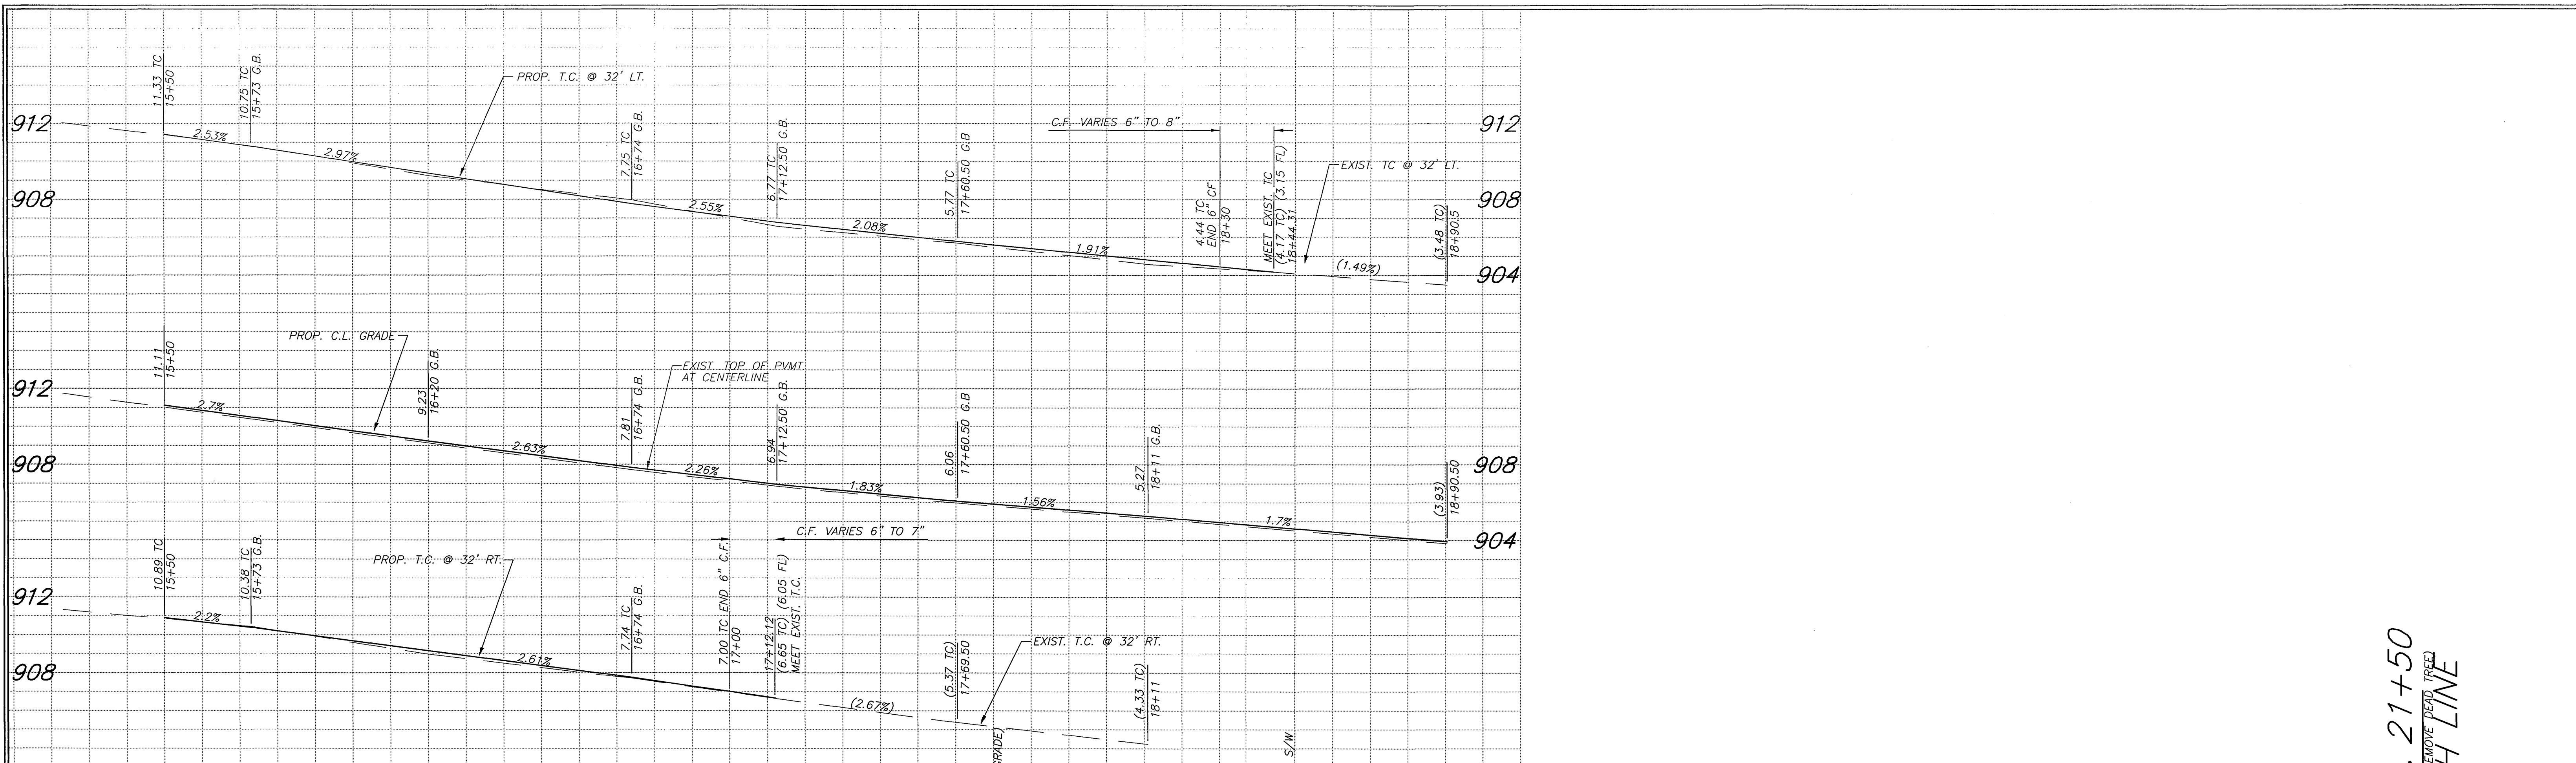 11.33 TC
15+50
10.75 TC
15+73 G.B.
PROP. T.C. @ 32' LT.
912
2.53%
2.97%
7.75 TC
16+74 G.B.
2.55%
6.77 TC
17+12.50 G.B.
2.08%
5.77 TC
17+60.50 G.B
C.F. VARIES 6" TO 8"
1.91%
4.44 TC
END 6" CF
18+30
MEET EXIST. TC
(4.17 TC) (3.15 FL)
18+44.31
EXIST. TC @ 32' LT.
(1.49%)
(3.48 TC)
18+90.5
912
908
908
904
PROP. C.L. GRADE
11.11
15+50
912
2.7%
9.23
16+20 G.B.
2.63%
7.81
16+74 G.B.
EXIST. TOP OF PVMT.
AT CENTERLINE
2.26%
6.94
17+12.50 G.B.
1.83%
6.06
17+60.50 G.B
1.56%
5.27
18+11 G.B.
1.7%
(3.93)
18+90.50
912
908
908
904
10.89 TC
15+50
10.38 TC
15+73 G.B.
PROP. T.C. @ 32' RT.
912
2.2%
2.61%
7.74 TC
16+74 G.B.
7.00 TC END 6" C.F.
17+00
C.F. VARIES 6" TO 7"
17+12.12
(6.65 TC) (6.05 FL)
MEET EXIST. T.C.
(2.67%)
(5.37 TC)
17+69.50
EXIST. T.C. @ 32' RT.
(4.33 TC)
18+11
908
GRADE)
S/W
21+50
REMOVE DEAD TREE)
LINE